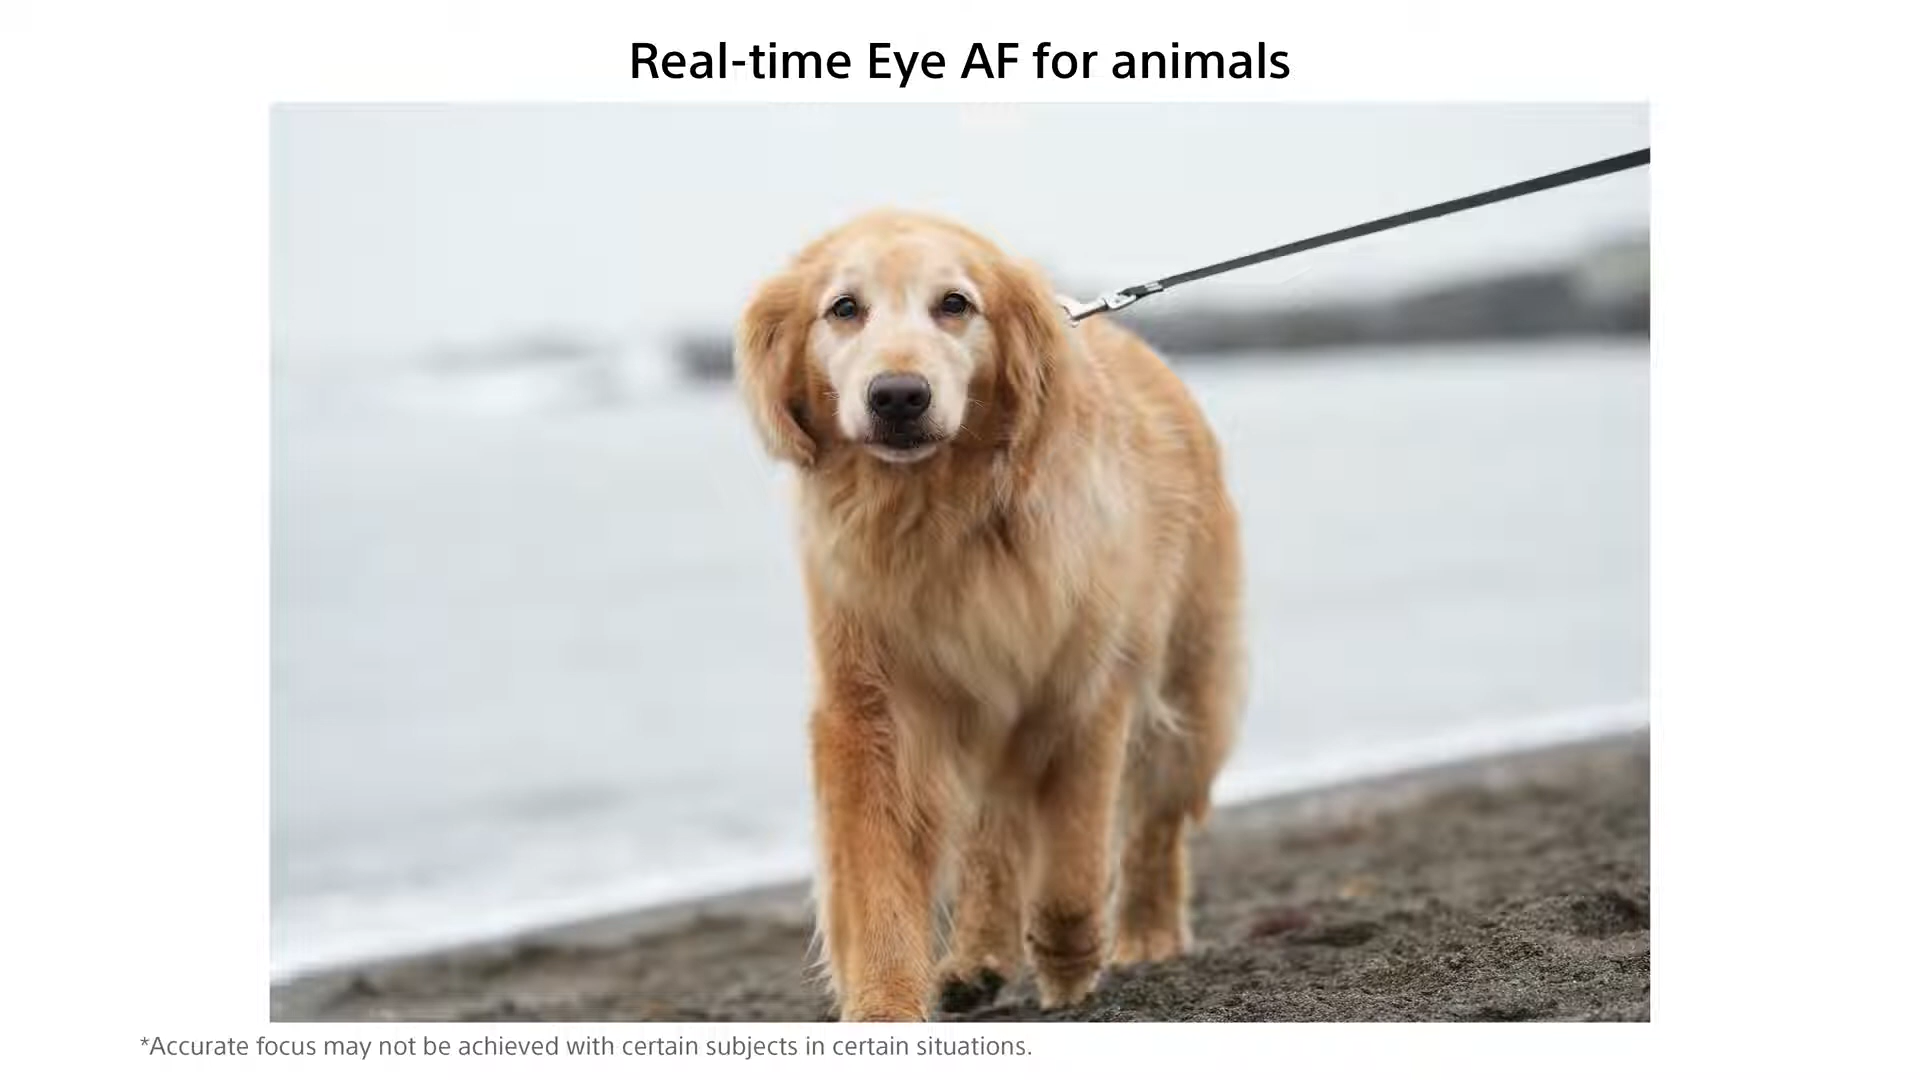 Real-time Eye AF for animals
*Accurate focus may not be achieved with certain subjects in certain situations.